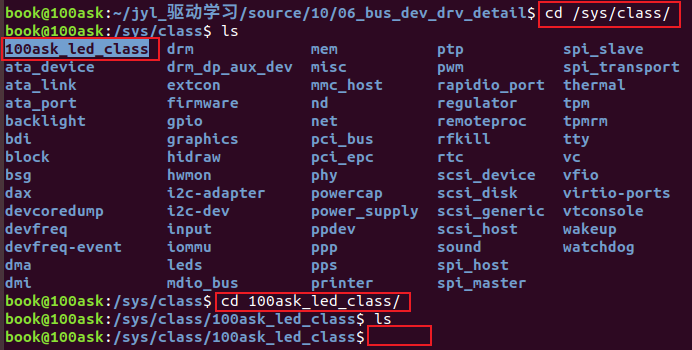 book@100ask:~/jyl_驱动学习/source/10/06_bus_dev_drv_detail$ cd /sys/class/
book@100ask:/sys/class$ ls
100ask_led_class drm mem ptp spi_slave
ata_device drm_dp_aux_dev misc pwm spi_transport
ata_link extcon mmc_host rapidio_port thermal
ata_port firmware nd regulator tpm
backlight gpio net remoteproc tpmrm
bdi graphics pci_bus rfkill tty
block hidraw pci_epc rtc vc
bsg hwmon phy scsi_device vfio
dax i2c-adapter powercap scsi_disk virtio-ports
devcoredump i2c-dev power_supply scsi_generic vtconsole
devfreq input ppdev scsi_host wakeup
devfreq-event iommu ppp sound watchdog
dma leds pps spi_host
dmi mdio_bus printer spi_master
book@100ask:/sys/class$ cd 100ask_led_class/
book@100ask:/sys/class/100ask_led_class$ ls
book@100ask:/sys/class/100ask_led_class$